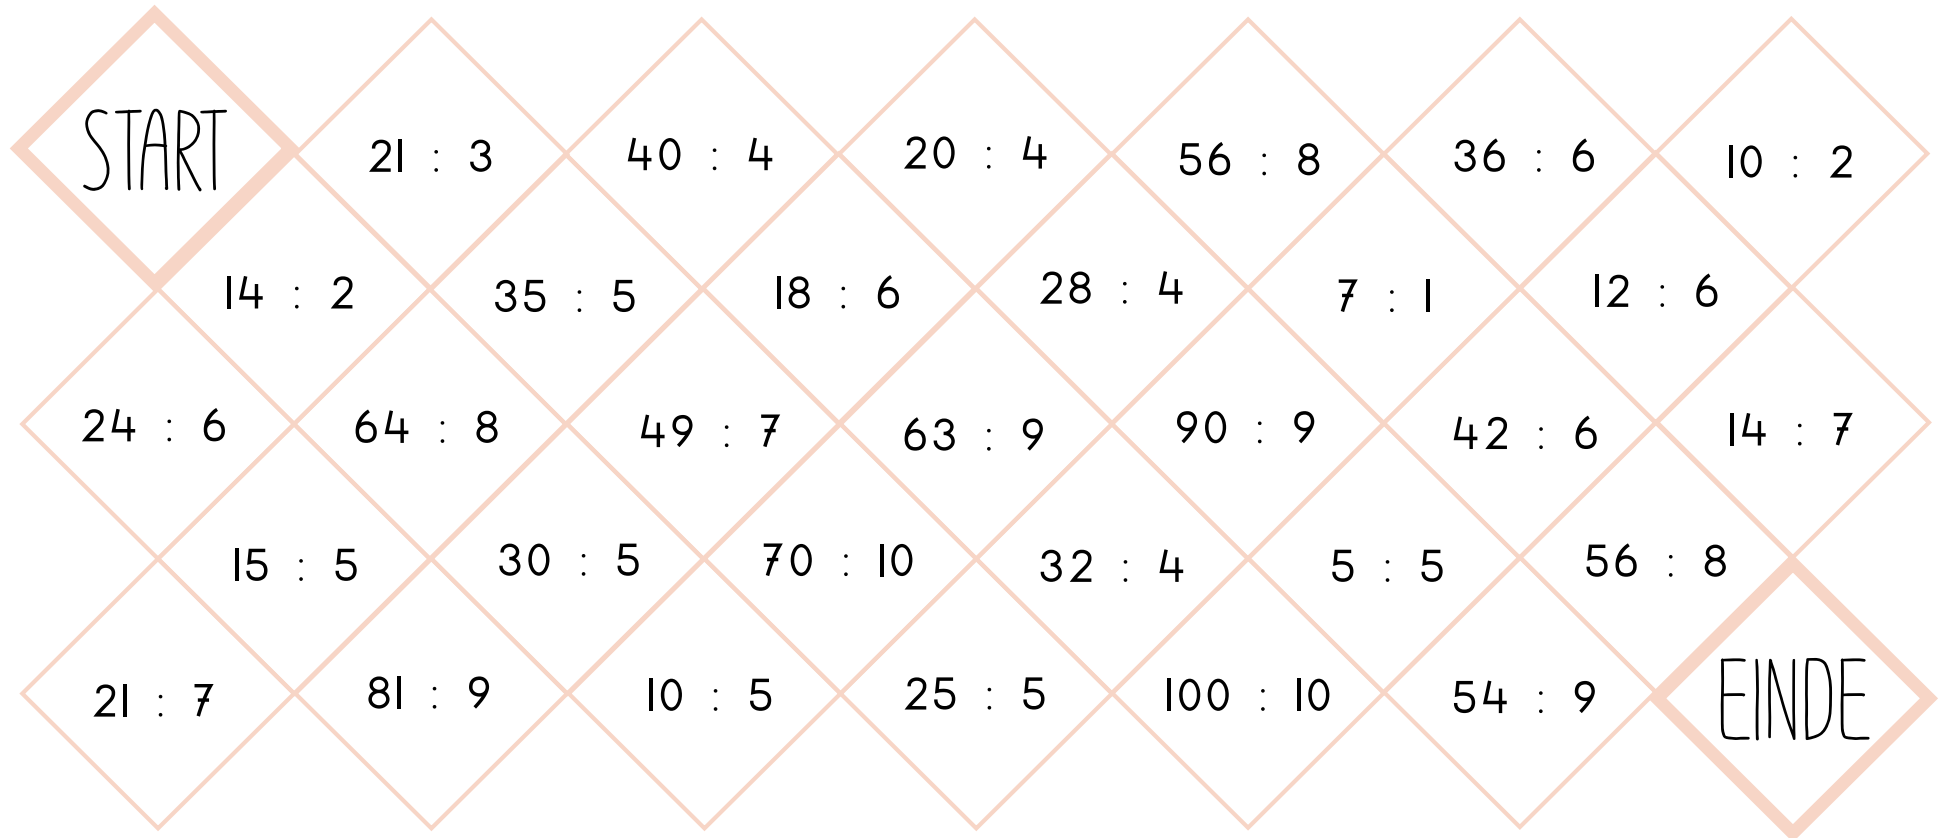 START 21 : 3 40 : 4 20 : 4 56 : 8 36 : 6 10 : 2
14 : 2 35 : 5 18 : 6 28 : 4 7 : 1 12 : 6
24 : 6 64 : 8 49 : 7 63 : 9 90 : 9 42 : 6 14 : 7
15 : 5 30 : 5 70 : 10 32 : 4 5 : 5 56 : 8
21 : 7 81 : 9 10 : 5 25 : 5 100 : 10 54 : 9 EINDE